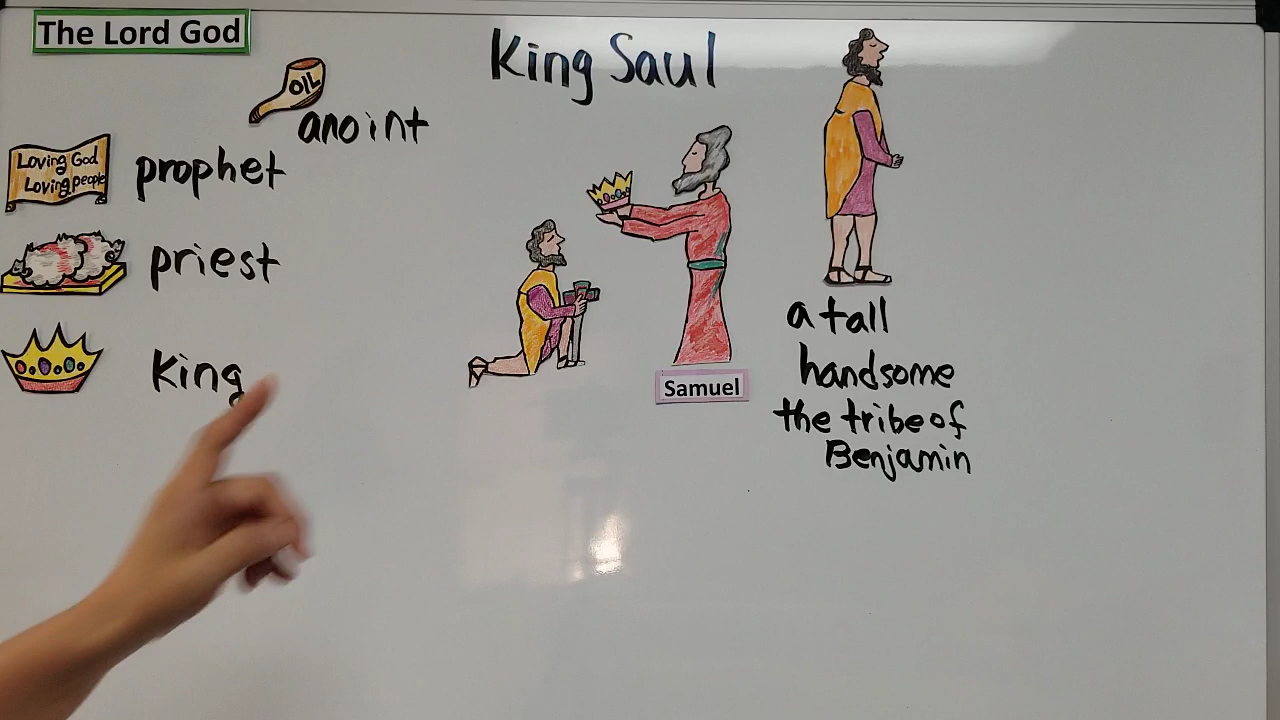 The Lord God
King Saul
OIL
anoint
Loving God
Loving people
prophet
priest
King
Samuel
a tall
handsome
the tribe of
Benjamin